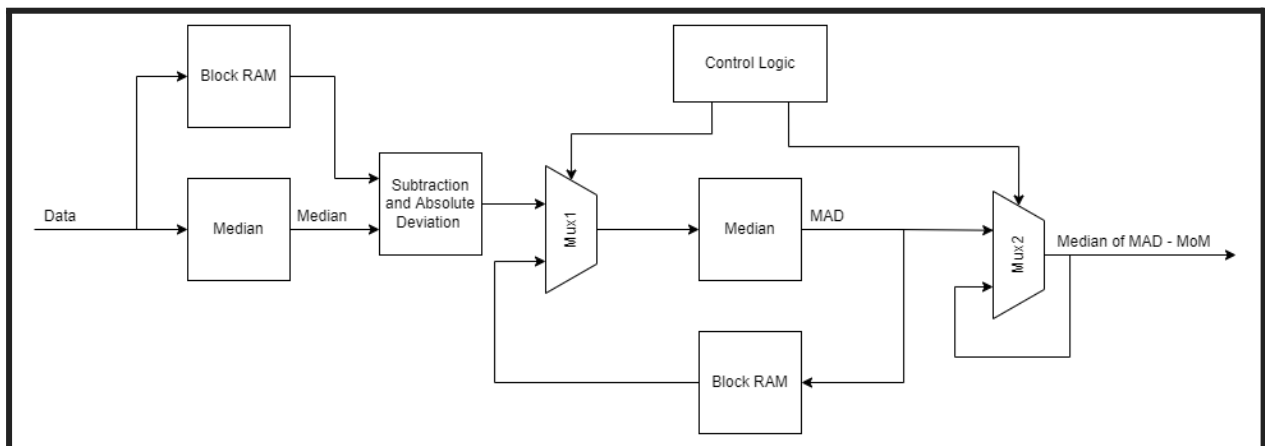 Block RAM
Control Logic
Data
Median
Median
Subtraction
and Absolute
Deviation
Mux1
Median
MAD
Mux2
Median of MAD - MoM
Block RAM